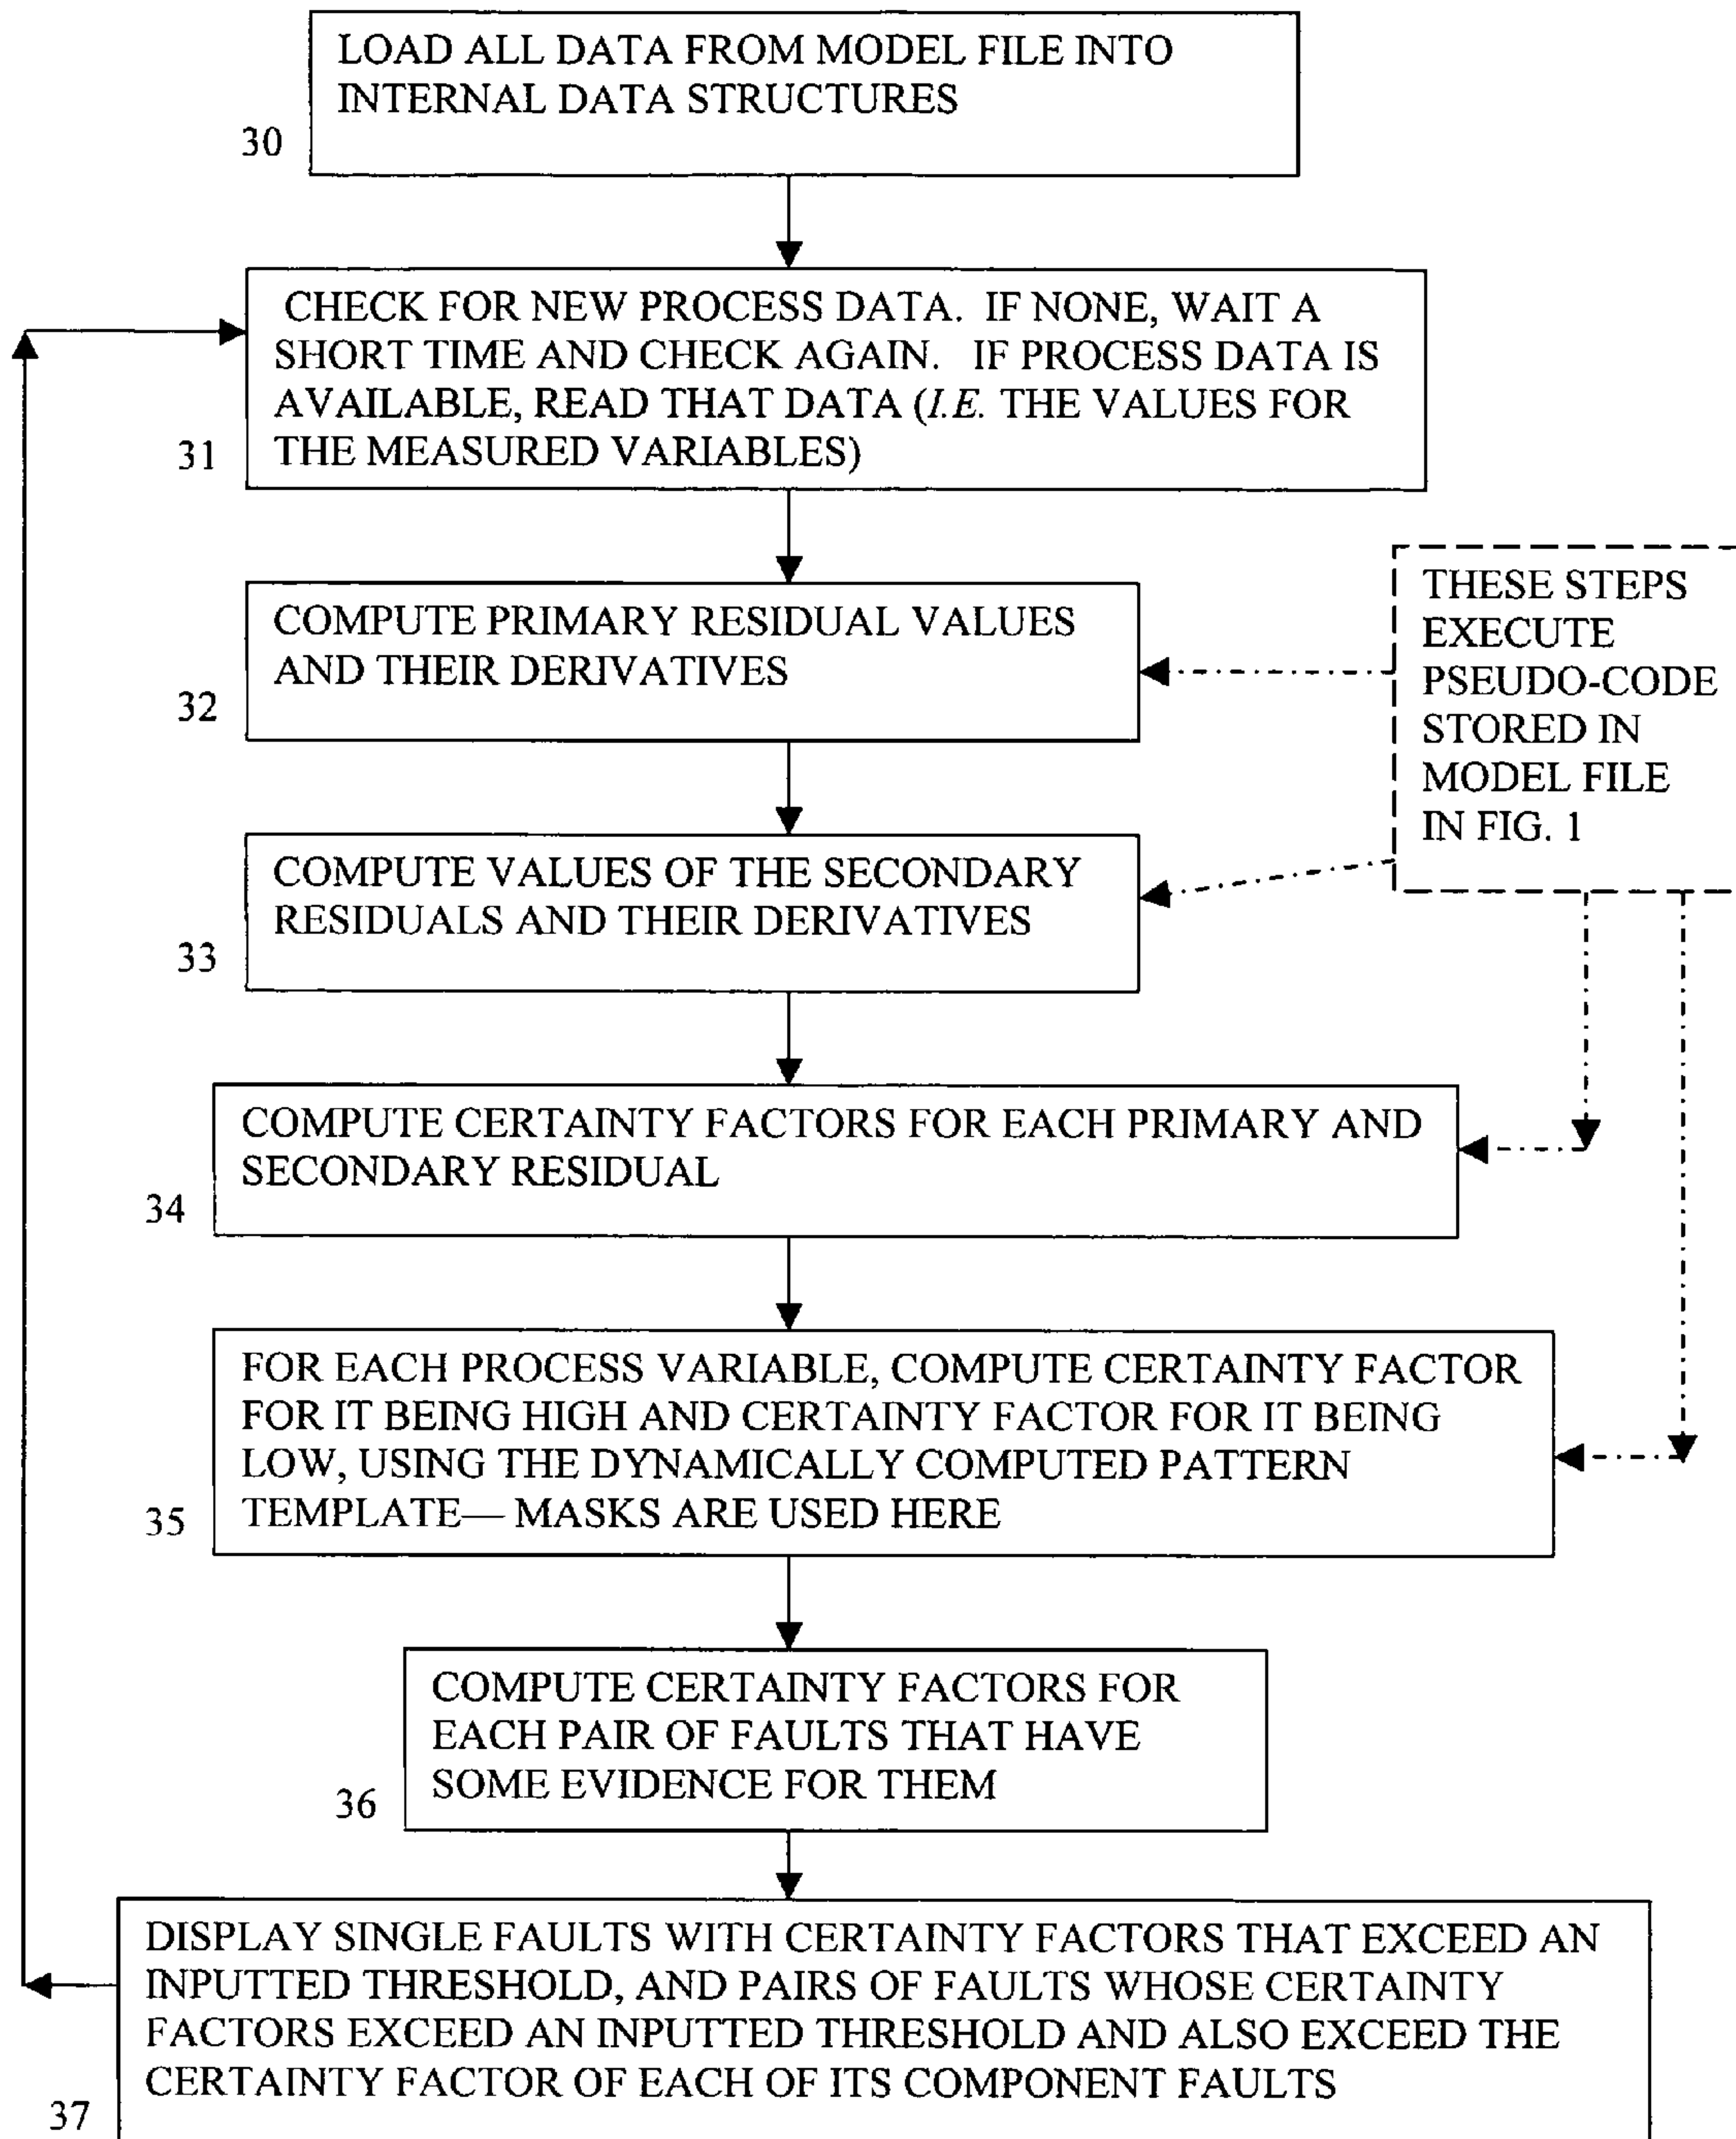 LOAD ALL DATA FROM MODEL FILE INTO
INTERNAL DATA STRUCTURES
30
CHECK FOR NEW PROCESS DATA. IF NONE, WAIT A
SHORT TIME AND CHECK AGAIN. IF PROCESS DATA IS
AVAILABLE, READ THAT DATA (I.E. THE VALUES FOR
THE MEASURED VARIABLES)
31
COMPUTE PRIMARY RESIDUAL VALUES
AND THEIR DERIVATIVES
32
THESE STEPS
EXECUTE
PSEUDO-CODE
STORED IN
MODEL FILE
IN FIG. 1
COMPUTE VALUES OF THE SECONDARY
RESIDUALS AND THEIR DERIVATIVES
33
COMPUTE CERTAINTY FACTORS FOR EACH PRIMARY AND
SECONDARY RESIDUAL
34
FOR EACH PROCESS VARIABLE, COMPUTE CERTAINTY FACTOR
FOR IT BEING HIGH AND CERTAINTY FACTOR FOR IT BEING
LOW, USING THE DYNAMICALLY COMPUTED PATTERN
TEMPLATE— MASKS ARE USED HERE
35
COMPUTE CERTAINTY FACTORS FOR
EACH PAIR OF FAULTS THAT HAVE
SOME EVIDENCE FOR THEM
36
DISPLAY SINGLE FAULTS WITH CERTAINTY FACTORS THAT EXCEED AN
INPUTTED THRESHOLD, AND PAIRS OF FAULTS WHOSE CERTAINTY
FACTORS EXCEED AN INPUTTED THRESHOLD AND ALSO EXCEED THE
CERTAINTY FACTOR OF EACH OF ITS COMPONENT FAULTS
37